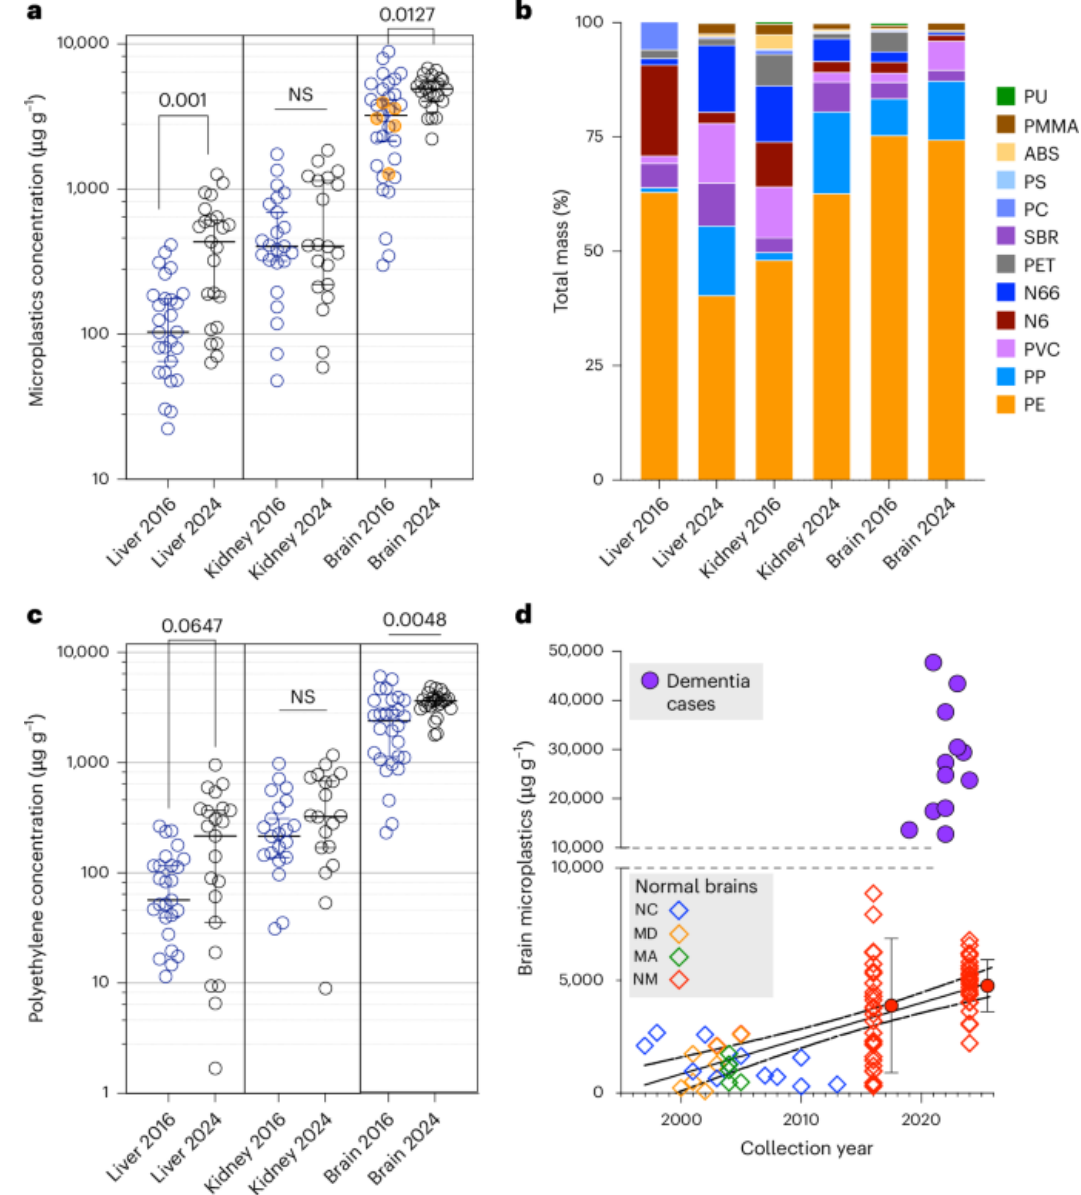 a
0.0127
10,000
0.001
NS
1,000
100
10
Microplastics concentration (µg g⁻¹)
Liver 2016
Liver 2024
Kidney 2016
Kidney 2024
Brain 2016
Brain 2024
b
100
75
50
25
0
Total mass (%)
Liver 2016
Liver 2024
Kidney 2016
Kidney 2024
Brain 2016
Brain 2024
PU
PMMA
ABS
PS
PC
SBR
PET
N66
N6
PVC
PP
PE
c
0.0647
0.0048
10,000
NS
1,000
100
10
1
Polyethylene concentration (µg g⁻¹)
Liver 2016
Liver 2024
Kidney 2016
Kidney 2024
Brain 2016
Brain 2024
d
50,000
40,000
30,000
20,000
10,000
10,000
5,000
0
Brain microplastics (µg g⁻¹)
Dementia
cases
Normal brains
NC
MD
MA
NM
2000
2010
2020
Collection year